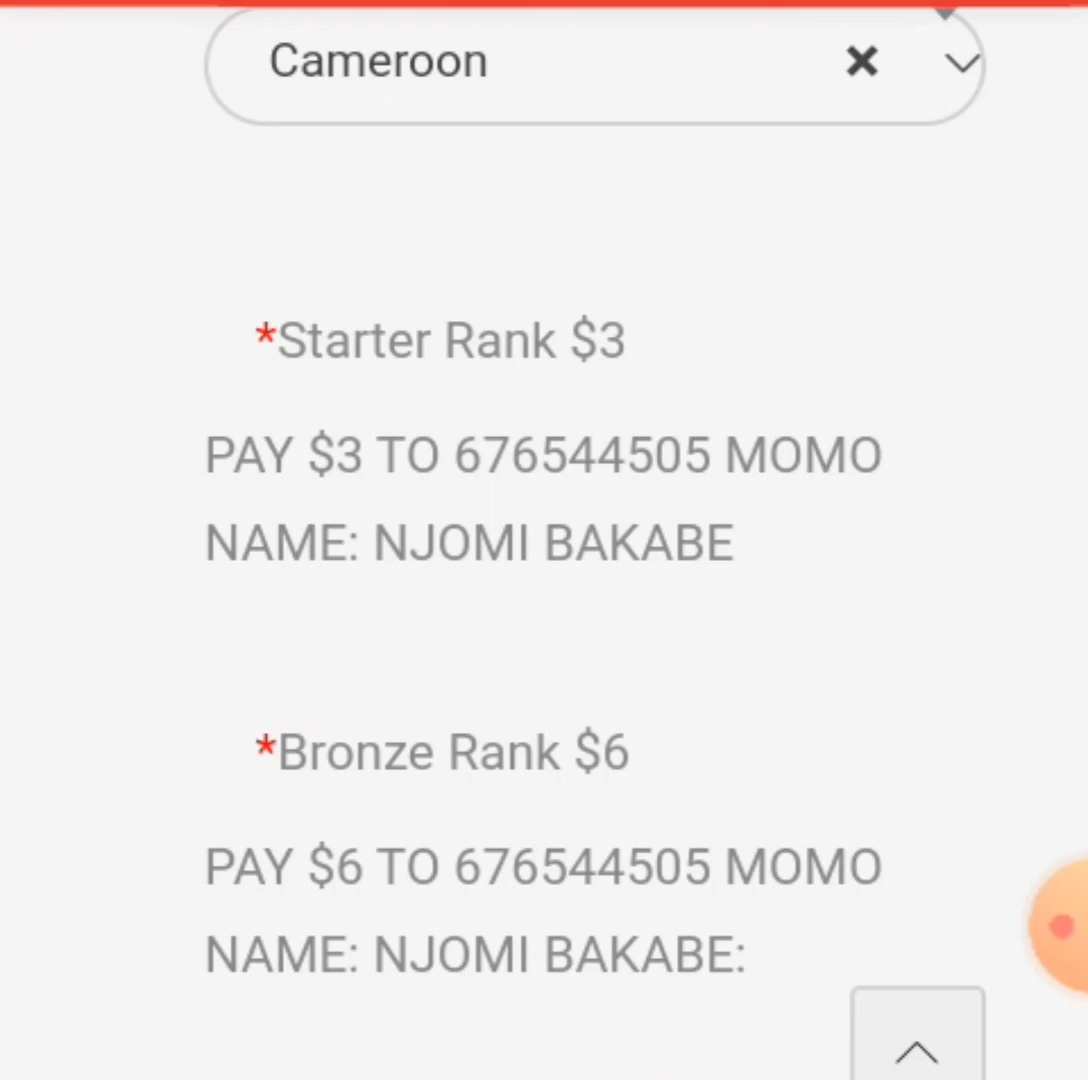 Cameroon
*Starter Rank $3
PAY $3 TO 676544505 MOMO
NAME: NJOMI BAKABE
*Bronze Rank $6
PAY $6 TO 676544505 MOMO
NAME: NJOMI BAKABE: